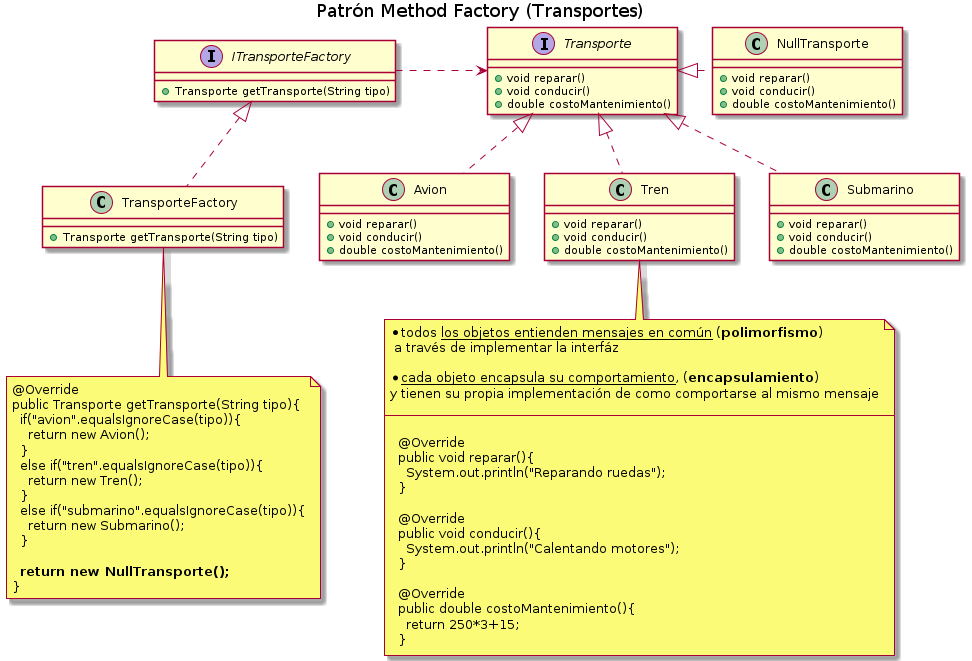 Patrón Method Factory (Transportes)
I ITransporteFactory
Transporte getTransporte(String tipo)
I Transporte
void reparar()
void conducir()
double costoMantenimiento()
C NullTransporte
void reparar()
void conducir()
double costoMantenimiento()
C TransporteFactory
Transporte getTransporte(String tipo)
C Avion
void reparar()
void conducir()
double costoMantenimiento()
C Tren
void reparar()
void conducir()
double costoMantenimiento()
C Submarino
void reparar()
void conducir()
double costoMantenimiento()
@Override
public Transporte getTransporte(String tipo){
if("avion".equalsIgnoreCase(tipo)){
return new Avion();
}
else if("tren".equalsIgnoreCase(tipo)){
return new Tren();
}
else if("submarino".equalsIgnoreCase(tipo)){
return new Submarino();
}
return new NullTransporte();
}
•todos los objetos entienden mensajes en común (polimorfismo)
a través de implementar la interfáz
•cada objeto encapsula su comportamiento, (encapsulamiento)
y tienen su propia implementación de como comportarse al mismo mensaje
@Override
public void reparar(){
System.out.println("Reparando ruedas");
}
@Override
public void conducir(){
System.out.println("Calentando motores");
}
@Override
public double costoMantenimiento(){
return 250*3+15;
}